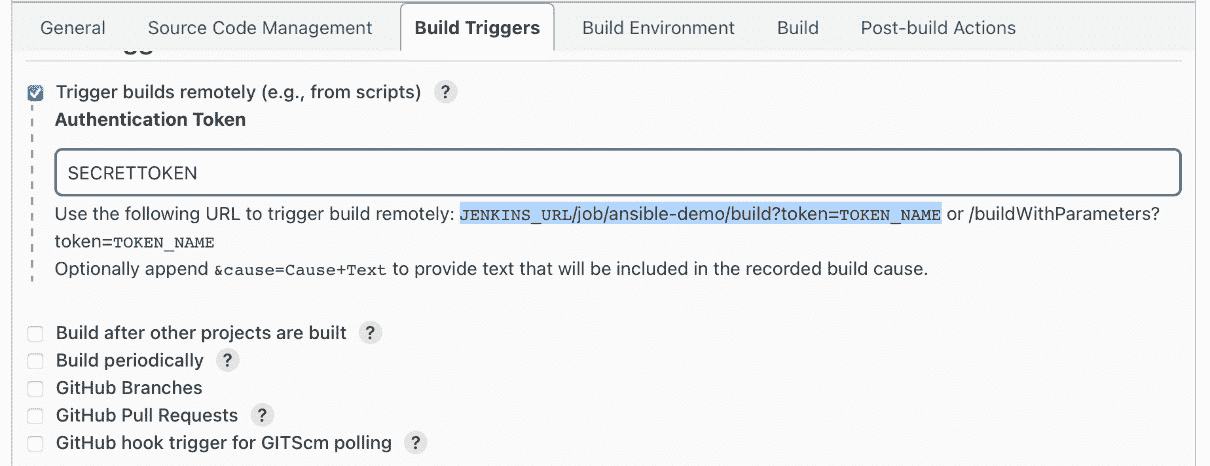 General Source Code Management Build Triggers Build Environment Build Post-build Actions
Trigger builds remotely (e.g., from scripts) ?
Authentication Token
SECRETTOKEN
Use the following URL to trigger build remotely: JENKINS_URL/job/ansible-demo/build?token=TOKEN_NAME or /buildWithParameters?
token=TOKEN_NAME
Optionally append &cause=Cause+Text to provide text that will be included in the recorded build cause.
Build after other projects are built ?
Build periodically ?
GitHub Branches
GitHub Pull Requests ?
GitHub hook trigger for GITScm polling ?